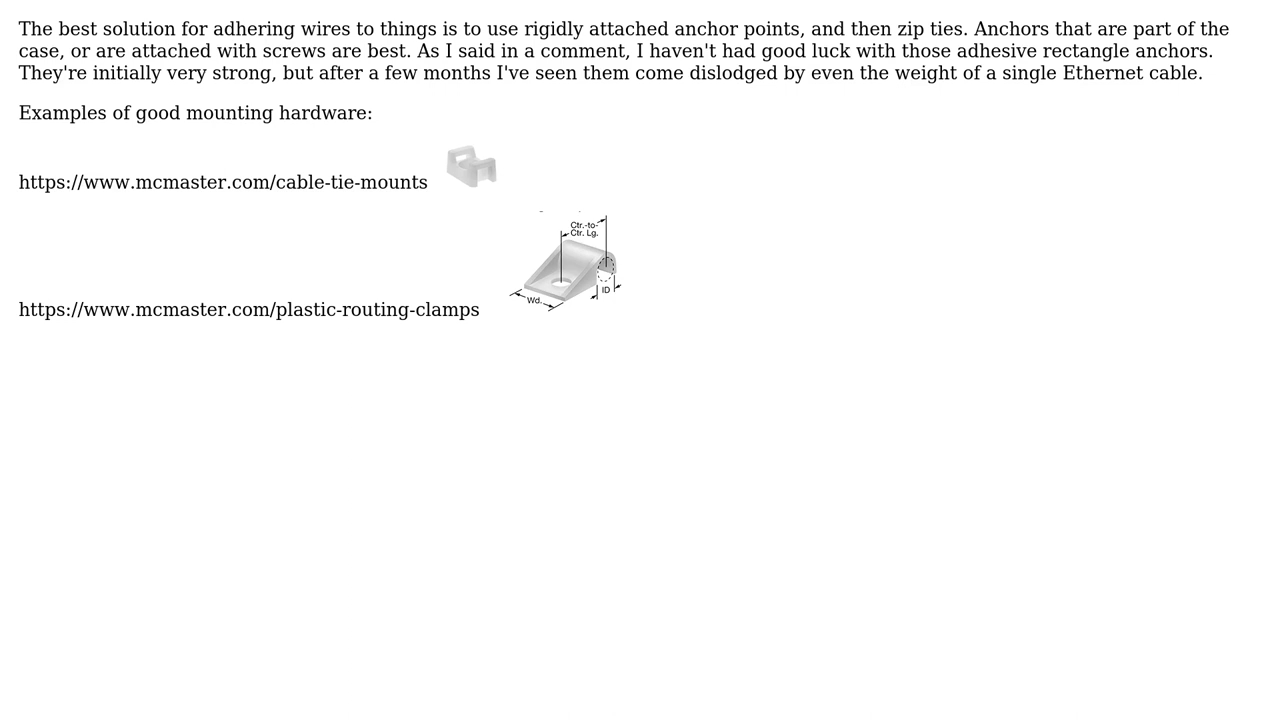 The best solution for adhering wires to things is to use rigidly attached anchor points, and then zip ties. Anchors that are part of the
case, or are attached with screws are best. As I said in a comment, I haven't had good luck with those adhesive rectangle anchors.
They're initially very strong, but after a few months I've seen them come dislodged by even the weight of a single Ethernet cable.
Examples of good mounting hardware:
https://www.mcmaster.com/cable-tie-mounts
Ctr.-to-
Ctr. Lg.
Wd.
ID
https://www.mcmaster.com/plastic-routing-clamps